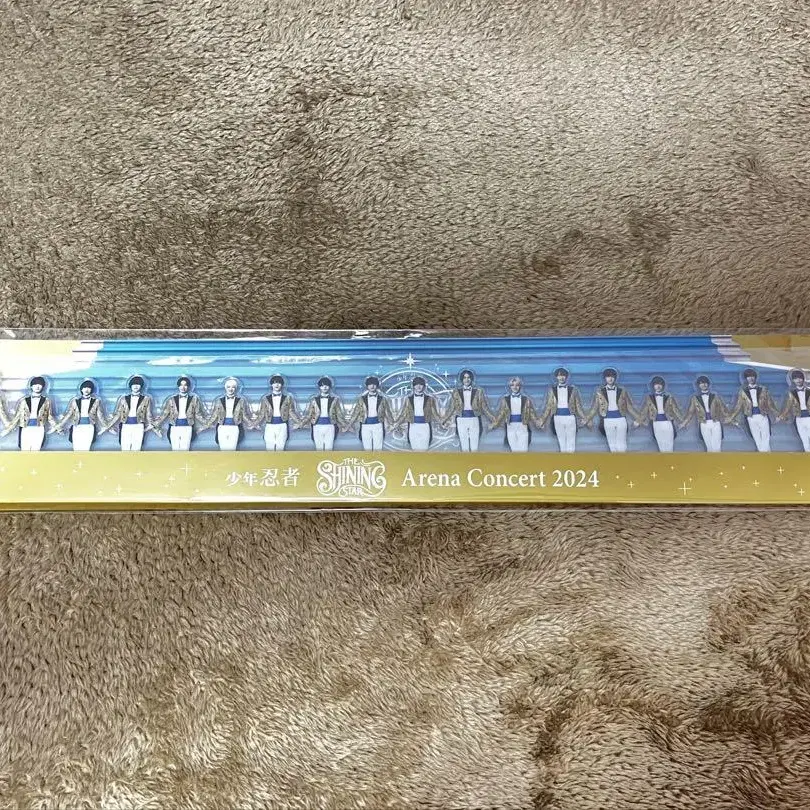 少年忍者 THE SHINING STAR Arena Concert 2024